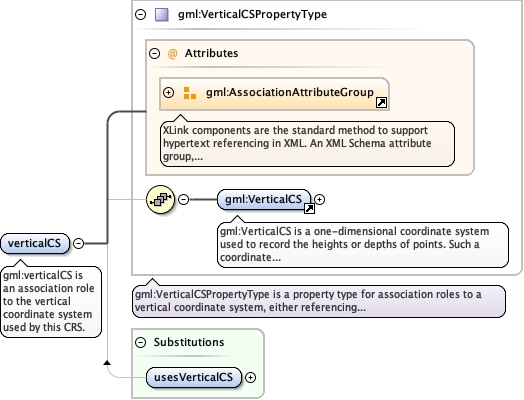 gml:VerticalCSPropertyType
@ Attributes
gml:AssociationAttributeGroup
XLink components are the standard method to support
hypertext referencing in XML. An XML Schema attribute
group,...
gml:VerticalCS
gml:VerticalCS is a one-dimensional coordinate system
used to record the heights or depths of points. Such a
coordinate...
verticalCS
gml:verticalCS is
an association role
to the vertical
coordinate system
used by this CRS.
gml:VerticalCSPropertyType is a property type for association roles to a
vertical coordinate system, either referencing...
Substitutions
usesVerticalCS